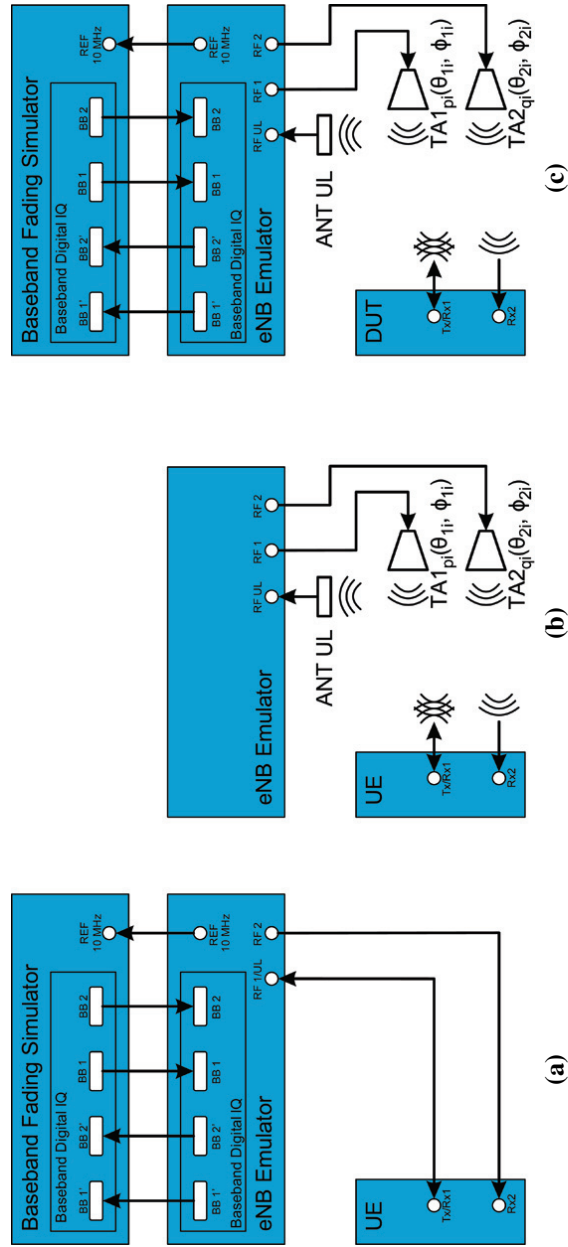 Baseband Fading Simulator
Baseband Digital IQ
BB 1'
BB 2'
BB 1
BB 2
REF
10 MHz
BB 1'
BB 2'
BB 1
BB 2
REF
10 MHz
Baseband Digital IQ
eNB Emulator
RF 1/UL
RF 2
UE
Tx/Rx1
Rx2
(a)
eNB Emulator
RF UL
RF 1
RF 2
ANT UL
TA1pi(θ1i, ϕ1i)
TA2qi(θ2i, ϕ2i)
UE
Tx/Rx1
Rx2
(b)
Baseband Fading Simulator
Baseband Digital IQ
BB 1'
BB 2'
BB 1
BB 2
REF
10 MHz
BB 1'
BB 2'
BB 1
BB 2
REF
10 MHz
Baseband Digital IQ
eNB Emulator
RF UL
RF 1
RF 2
ANT UL
TA1pi(θ1i, ϕ1i)
TA2qi(θ2i, ϕ2i)
DUT
Tx/Rx1
Rx2
(c)